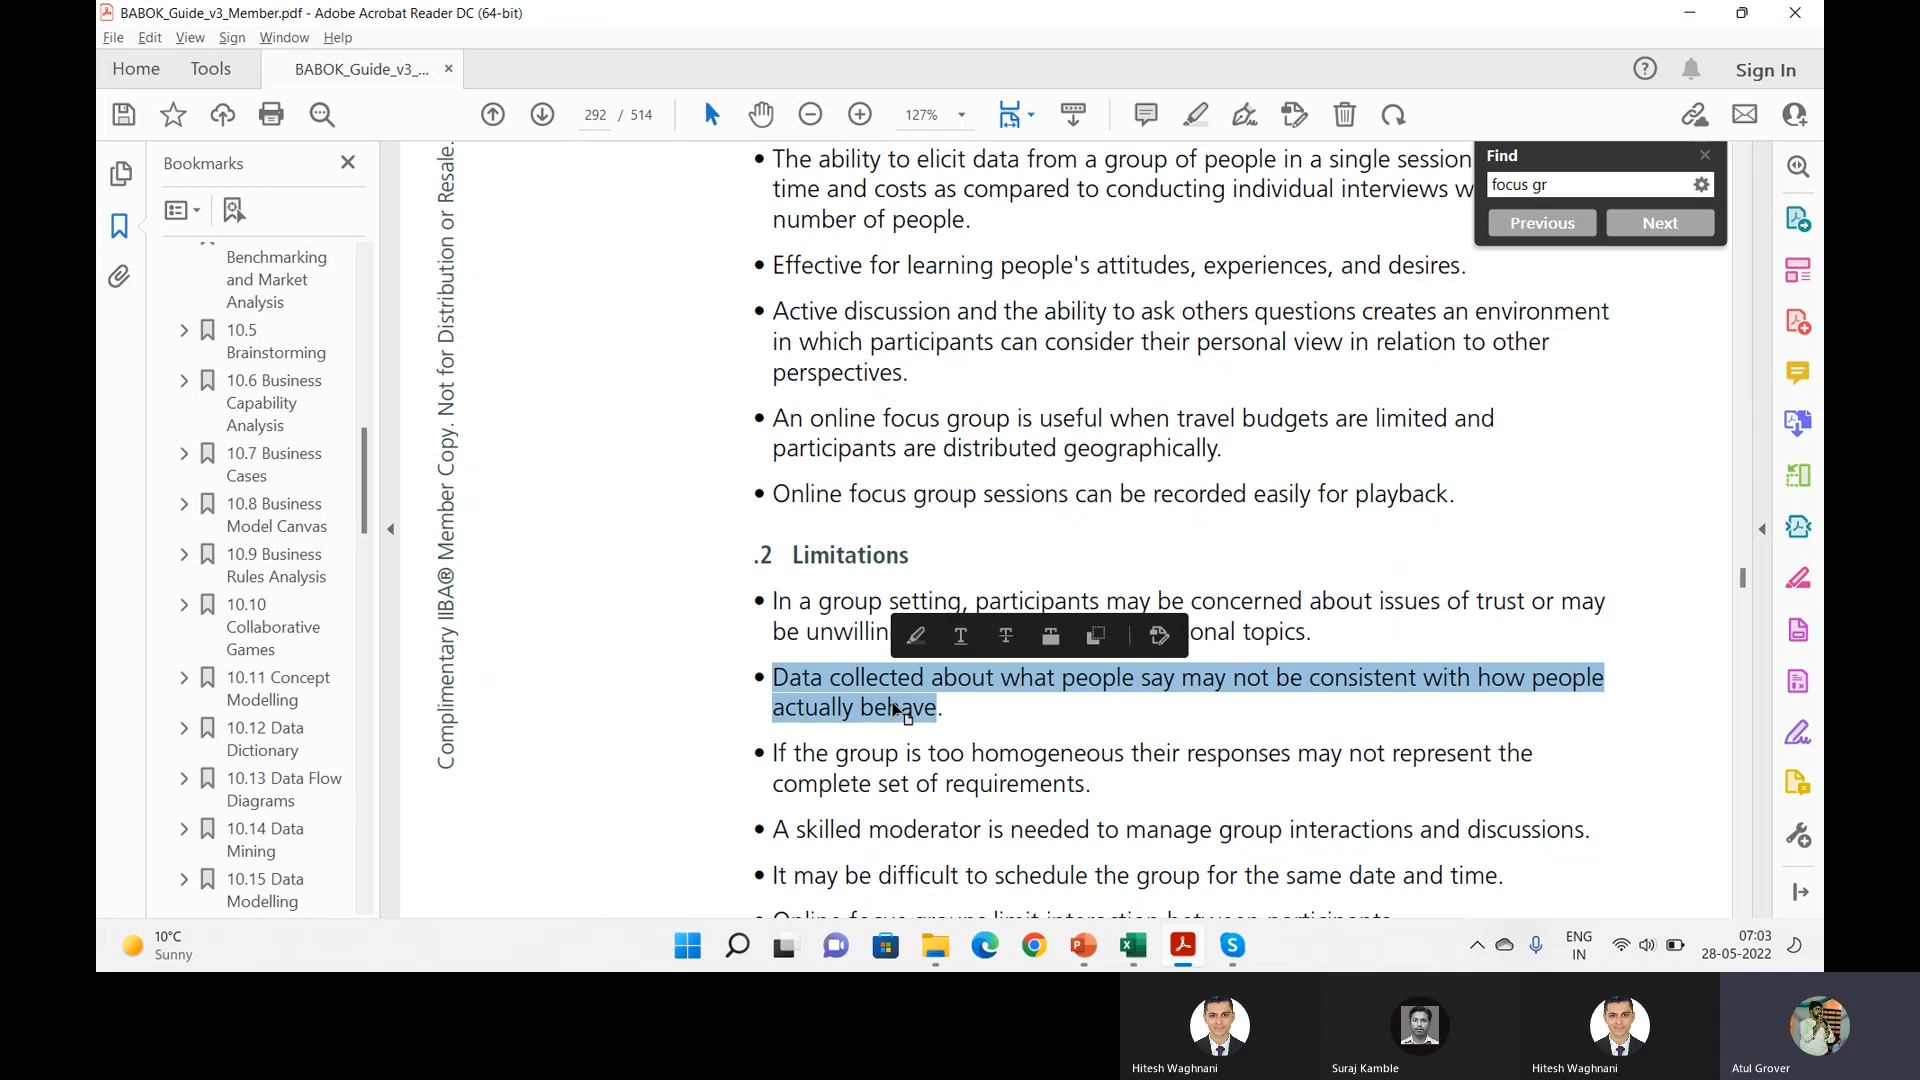 BABOK_Guide_v3_Member.pdf - Adobe Acrobat Reader DC (64-bit)
File Edit View Sign Window Help
Home Tools BABOK_Guide_v3_... × Sign In
292 / 514 127%
Bookmarks
Benchmarking
and Market
Analysis
10.5
Brainstorming
10.6 Business
Capability
Analysis
10.7 Business
Cases
10.8 Business
Model Canvas
10.9 Business
Rules Analysis
10.10
Collaborative
Games
10.11 Concept
Modelling
10.12 Data
Dictionary
10.13 Data Flow
Diagrams
10.14 Data
Mining
10.15 Data
Modelling
Complimentary IIBA® Member Copy. Not for Distribution or Resale.
• The ability to elicit data from a group of people in a single session
time and costs as compared to conducting individual interviews w
number of people.
• Effective for learning people's attitudes, experiences, and desires.
• Active discussion and the ability to ask others questions creates an environment
in which participants can consider their personal view in relation to other
perspectives.
• An online focus group is useful when travel budgets are limited and
participants are distributed geographically.
• Online focus group sessions can be recorded easily for playback.
.2 Limitations
• In a group setting, participants may be concerned about issues of trust or may
be unwillin onal topics.
• Data collected about what people say may not be consistent with how people
actually behave.
• If the group is too homogeneous their responses may not represent the
complete set of requirements.
• A skilled moderator is needed to manage group interactions and discussions.
• It may be difficult to schedule the group for the same date and time.
• Online focus groups limit interaction between participants.
Find
focus gr
Previous Next
10°C
Sunny
ENG
IN
07:03
28-05-2022
Hitesh Waghnani
Suraj Kamble
Hitesh Waghnani
Atul Grover